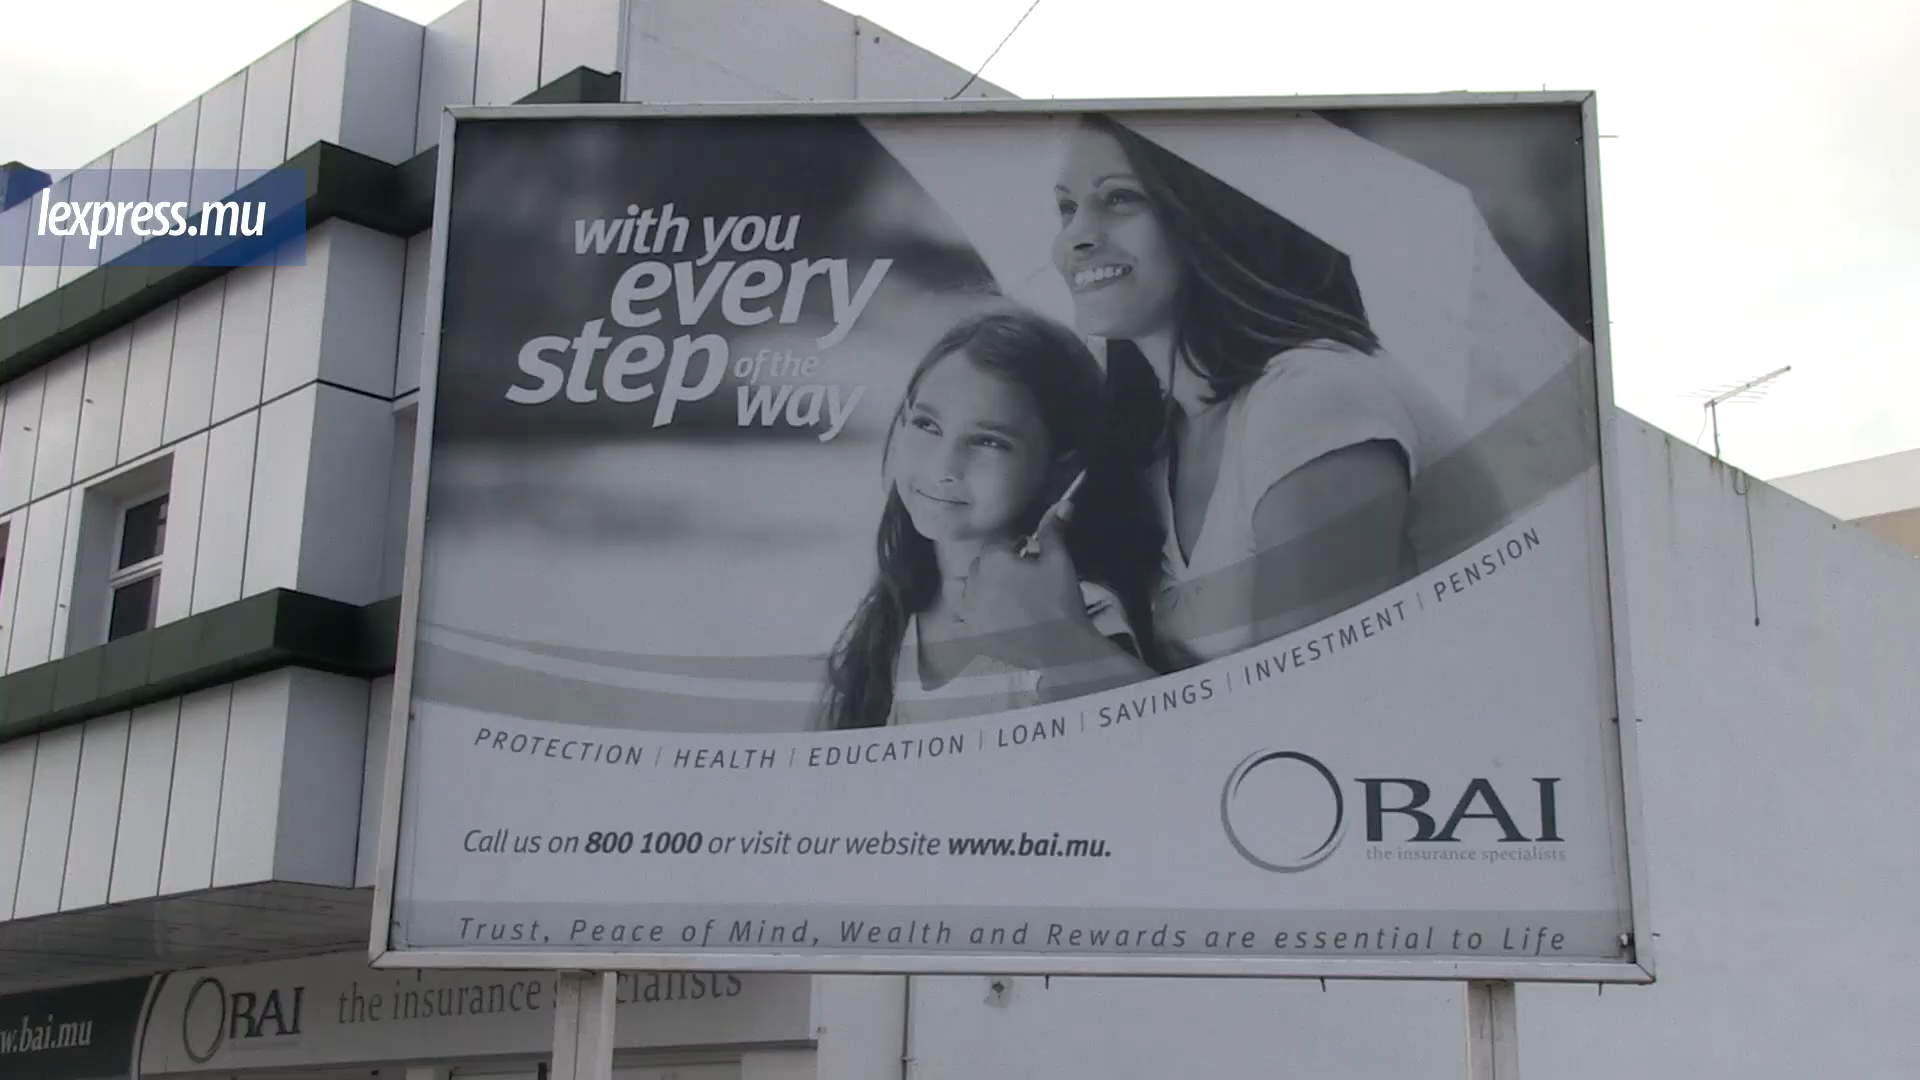 lexpress.mu
with you
every
step of the
way
PROTECTION | HEALTH | EDUCATION | LOAN | SAVINGS | INVESTMENT | PENSION
BAI
the insurance specialists
Call us on 800 1000 or visit our website www.bai.mu.
Trust, Peace of Mind, Wealth and Rewards are essential to Life
w.bai.mu
BAI the insurance specialists